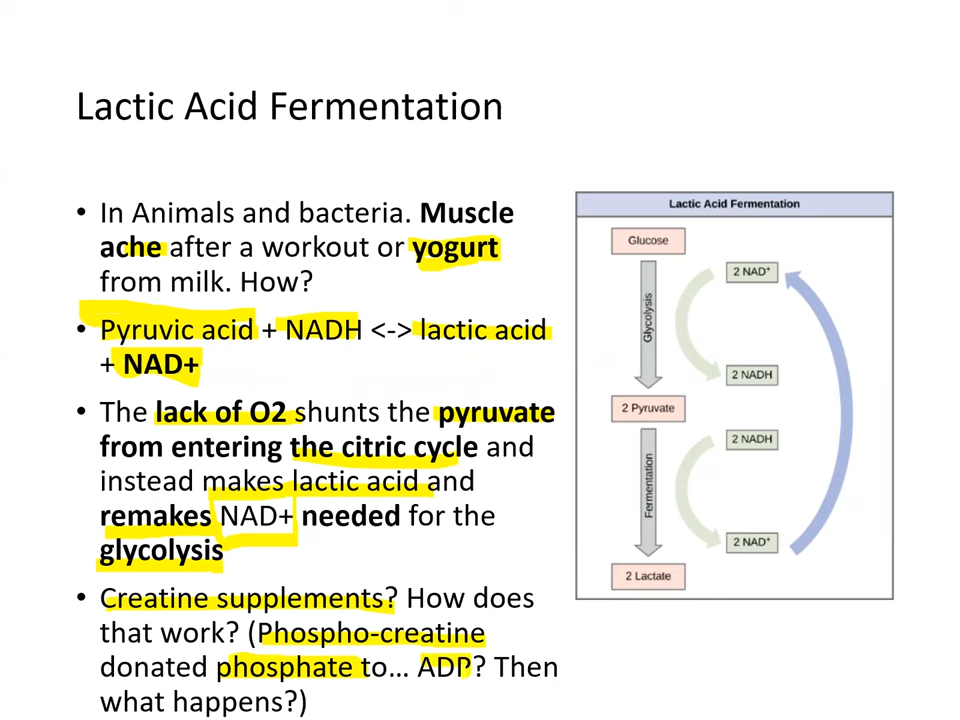 Lactic Acid Fermentation
• In Animals and bacteria. Muscle
ache after a workout or yogurt
from milk. How?
• Pyruvic acid + NADH <-> lactic acid
+ NAD+
• The lack of O2 shunts the pyruvate
from entering the citric cycle and
instead makes lactic acid and
remakes NAD+ needed for the
glycolysis
• Creatine supplements? How does
that work? (Phospho-creatine
donated phosphate to… ADP? Then
what happens?)
Lactic Acid Fermentation
Glucose
2 NAD⁺
Glycolysis
2 NADH
2 Pyruvate
2 NADH
Fermentation
2 NAD⁺
2 Lactate